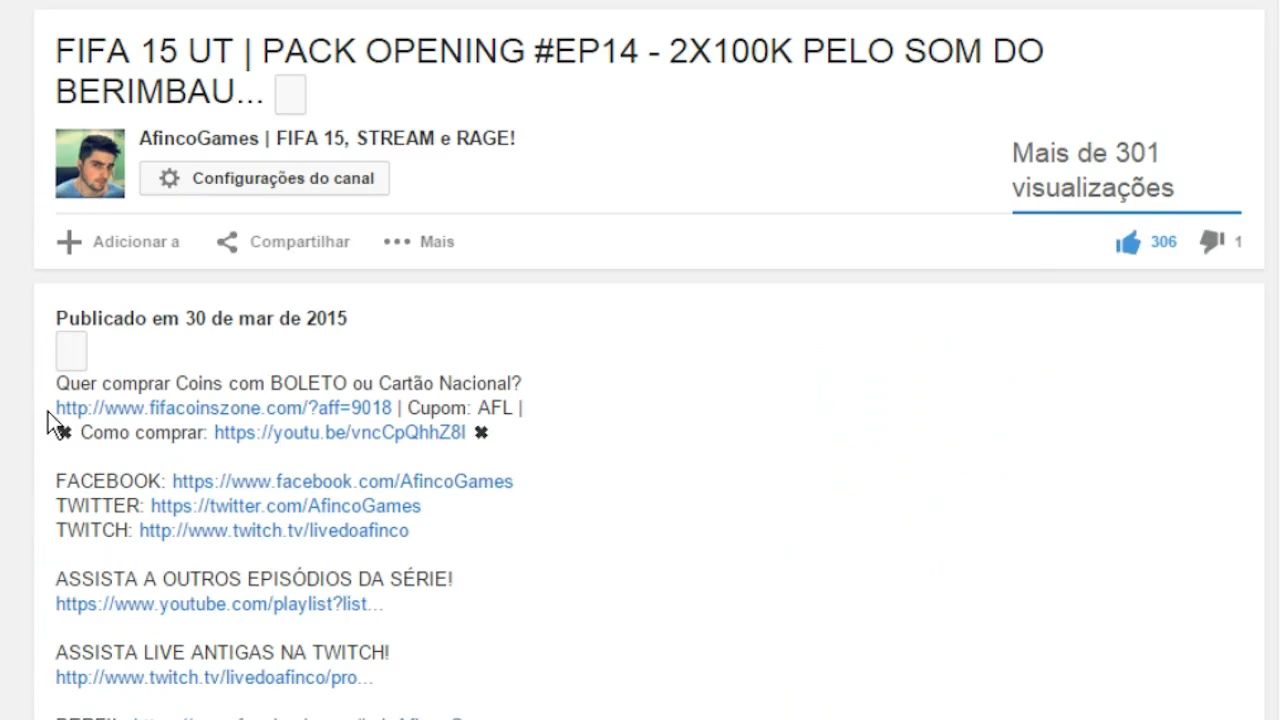 FIFA 15 UT | PACK OPENING #EP14 - 2X100K PELO SOM DO
BERIMBAU...
AfincoGames | FIFA 15, STREAM e RAGE!
Configurações do canal
Mais de 301
visualizações
Adicionar a
Compartilhar
Mais
306
1
Publicado em 30 de mar de 2015
Quer comprar Coins com BOLETO ou Cartão Nacional?
http://www.fifacoinszone.com/?aff=9018 | Cupom: AFL |
✖ Como comprar: https://youtu.be/vncCpQhhZ8I ✖
FACEBOOK: https://www.facebook.com/AfincoGames
TWITTER: https://twitter.com/AfincoGames
TWITCH: http://www.twitch.tv/livedoafinco
ASSISTA A OUTROS EPISÓDIOS DA SÉRIE!
https://www.youtube.com/playlist?list...
ASSISTA LIVE ANTIGAS NA TWITCH!
http://www.twitch.tv/livedoafinco/pro...